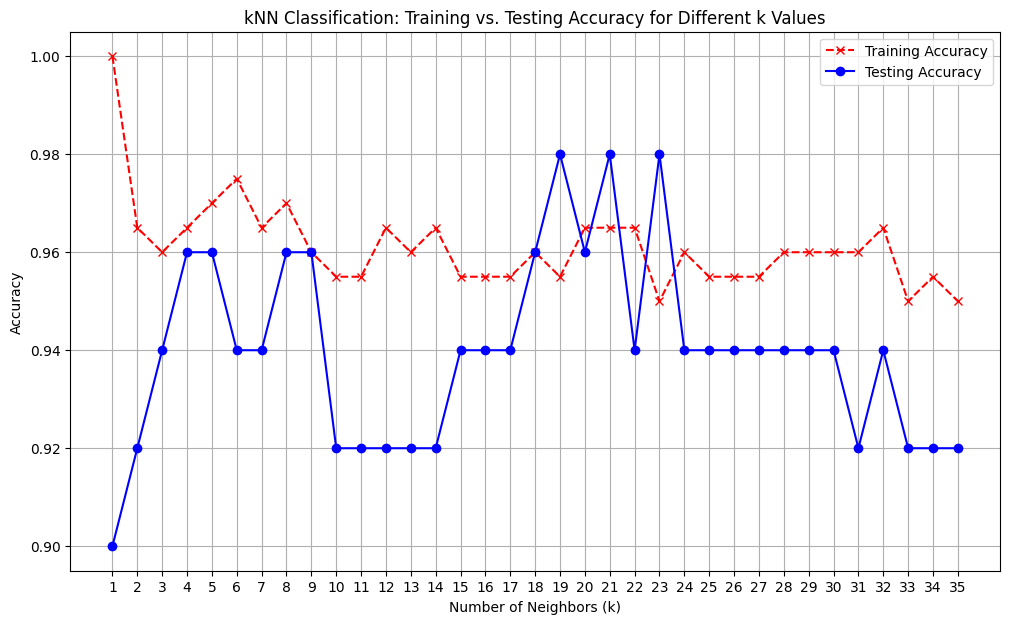 kNN Classification: Training vs. Testing Accuracy for Different k Values
Training Accuracy
Testing Accuracy
1.00
0.98
0.96
0.94
0.92
0.90
Accuracy
1 2 3 4 5 6 7 8 9 10 11 12 13 14 15 16 17 18 19 20 21 22 23 24 25 26 27 28 29 30 31 32 33 34 35
Number of Neighbors (k)